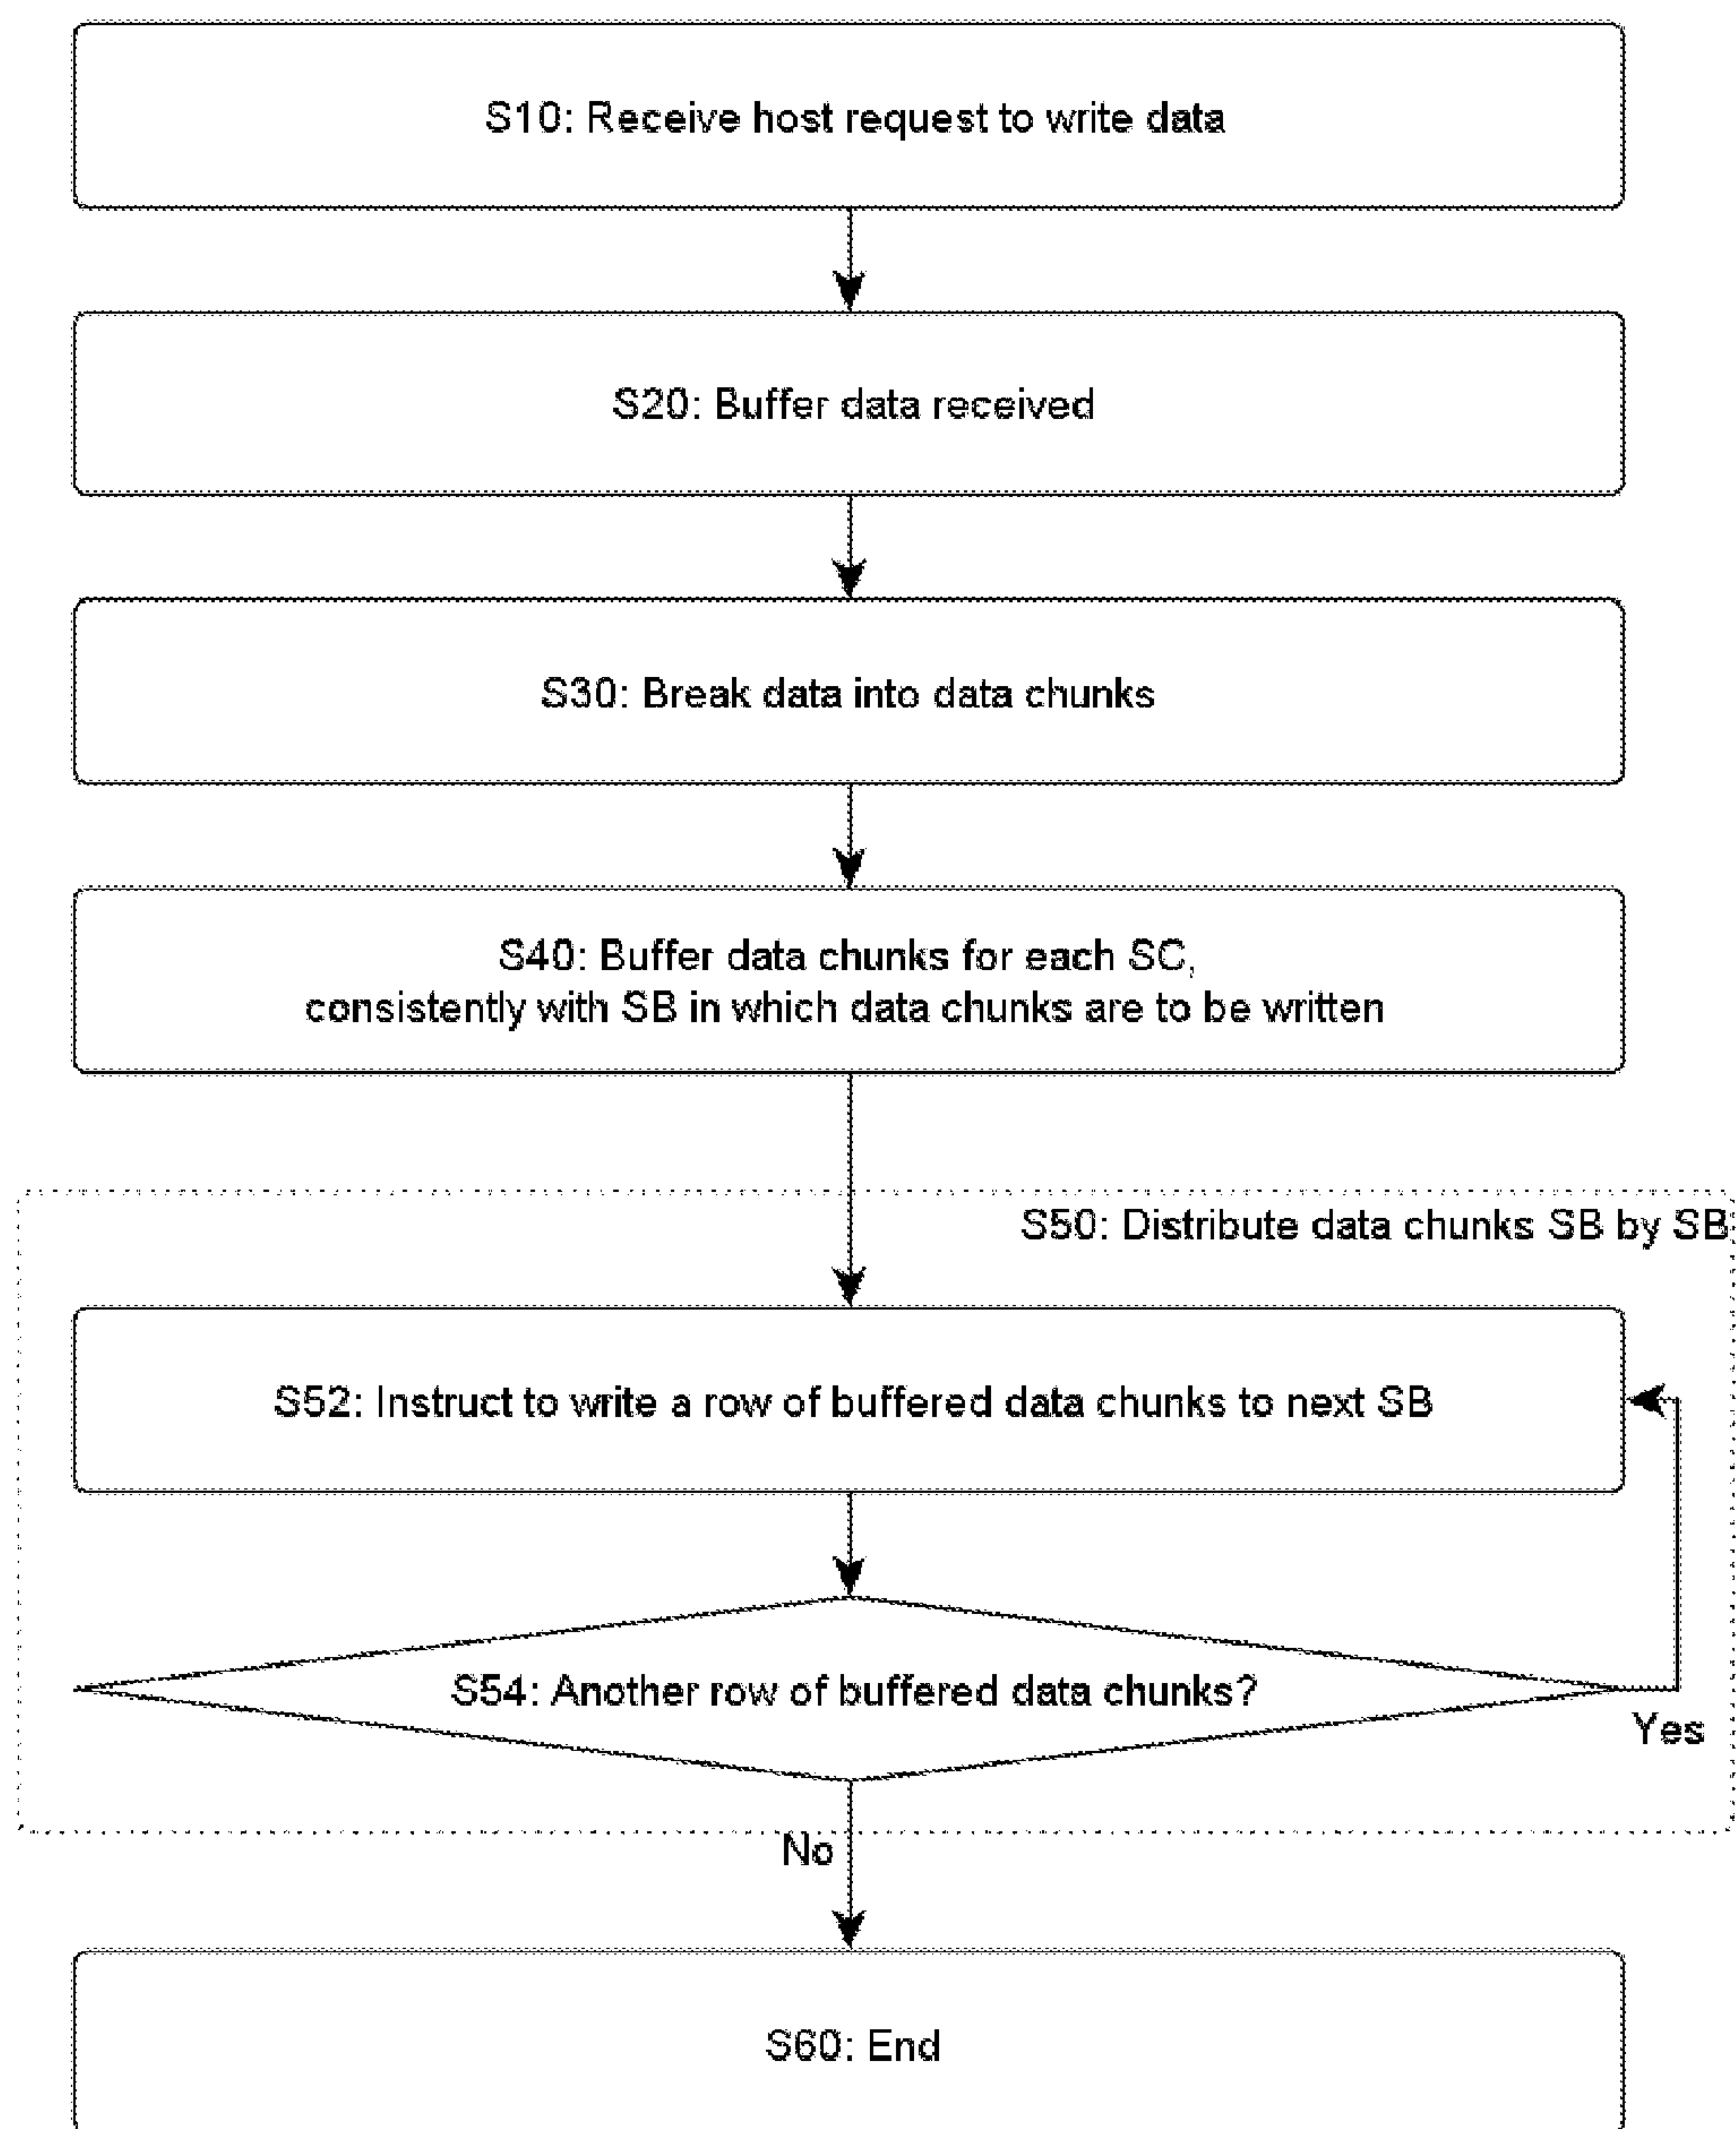 S10: Receive host request to write data
S20: Buffer data received
S30: Break data into data chunks
S40: Buffer data chunks for each SC,
consistently with SB in which data chunks are to be written
S50: Distribute data chunks SB by SB
S52: Instruct to write a row of buffered data chunks to next SB
S54: Another row of buffered data chunks?
Yes
No
S60: End